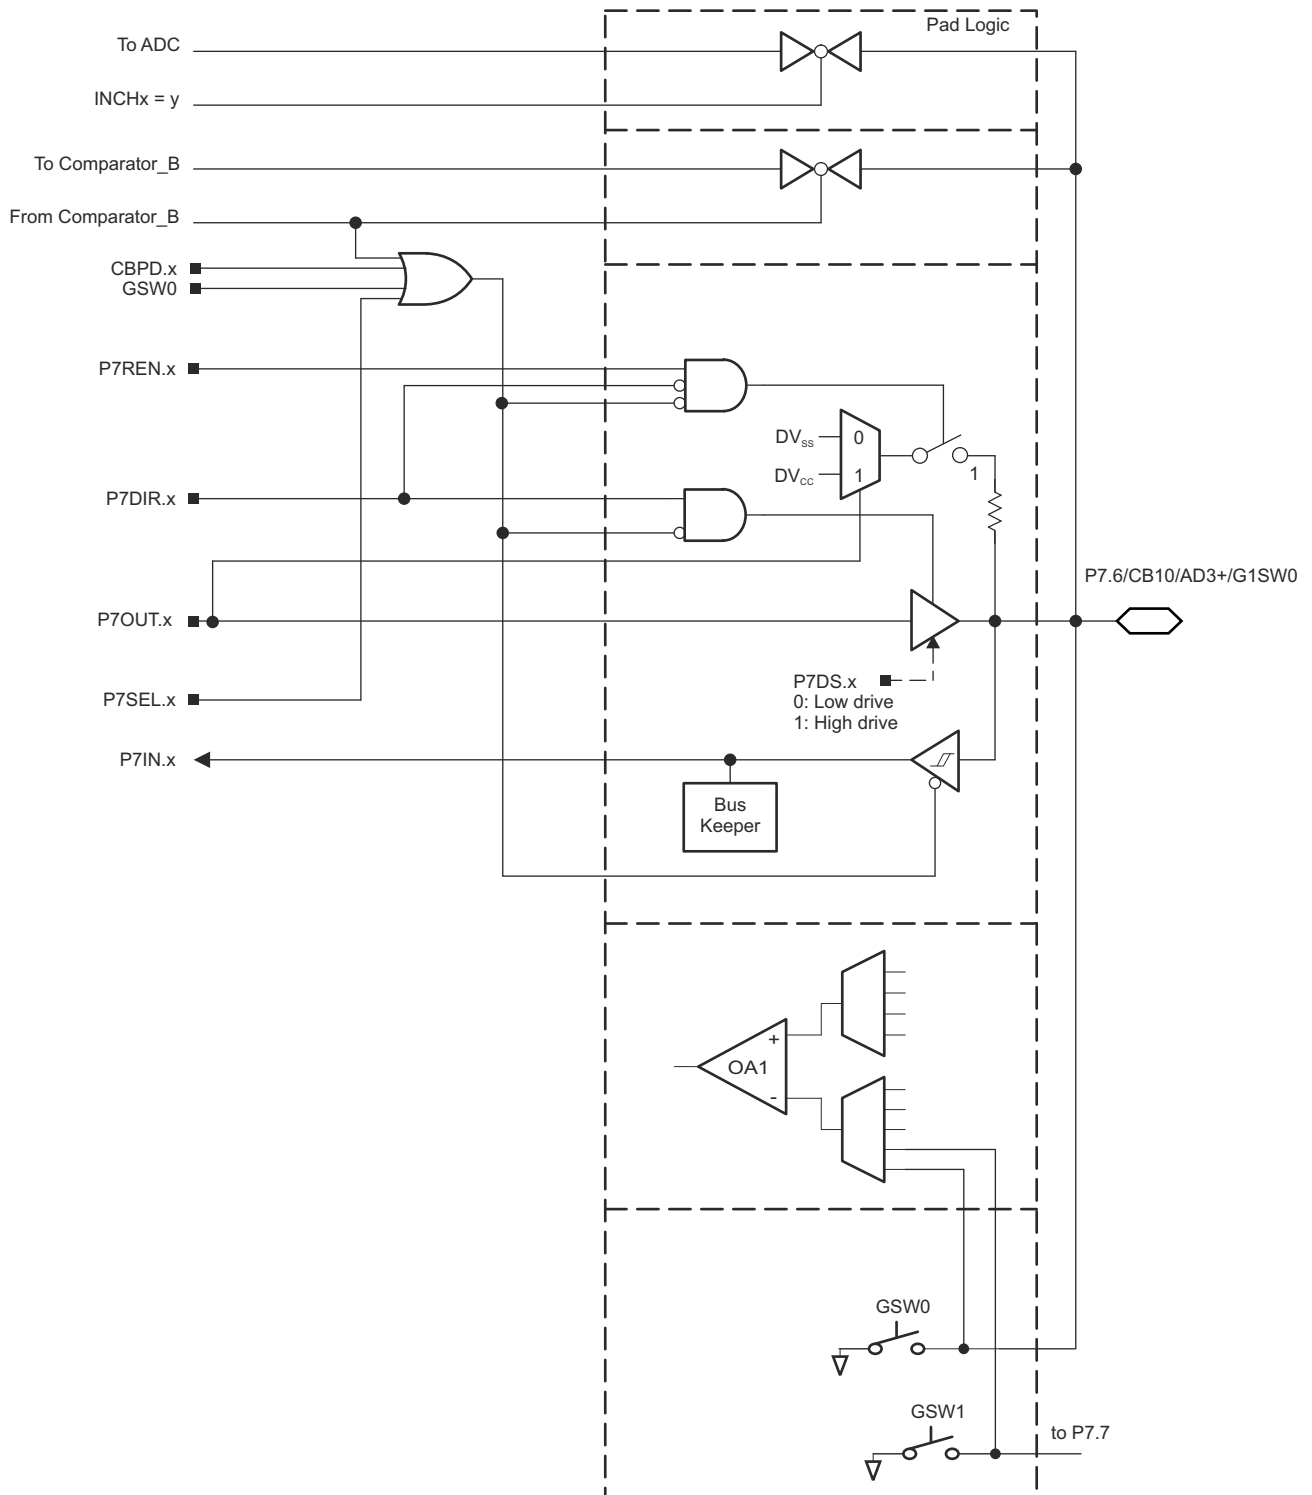 Pad Logic
To ADC
INCHx = y
To Comparator_B
From Comparator_B
CBPD.x
GSW0
P7REN.x
DVSS
0
DVCC
1
1
P7DIR.x
P7.6/CB10/AD3+/G1SW0
P7OUT.x
P7DS.x
0: Low drive
1: High drive
P7SEL.x
P7IN.x
Bus
Keeper
+
OA1
-
GSW0
GSW1
to P7.7